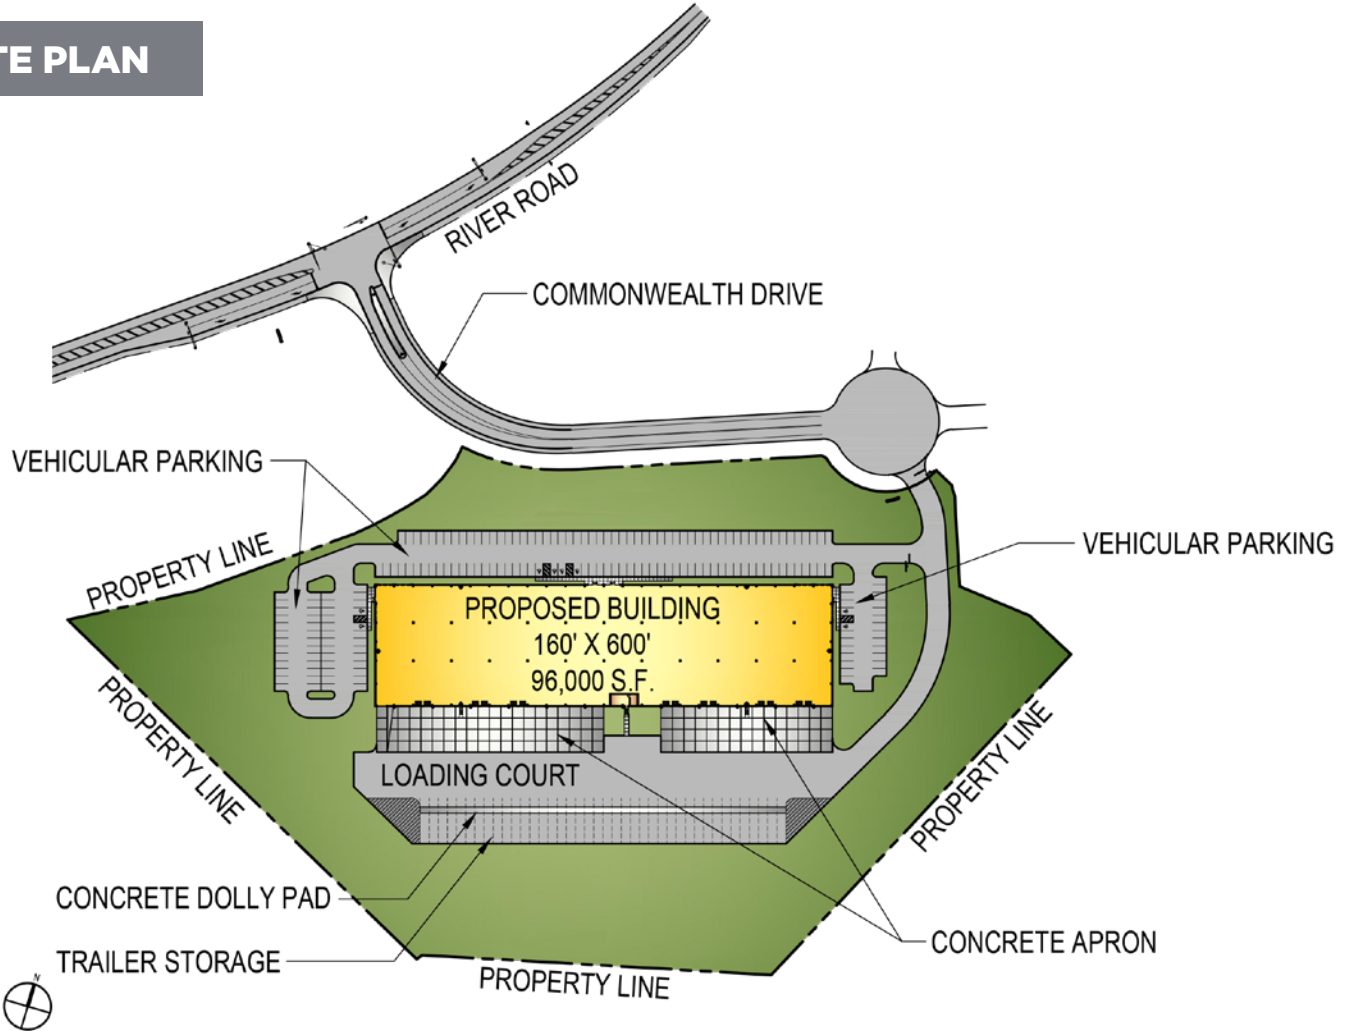 TE PLAN
RIVER ROAD
COMMONWEALTH DRIVE
VEHICULAR PARKING
PROPERTY LINE
VEHICULAR PARKING
PROPOSED BUILDING
160' X 600'
96,000 S.F.
PROPERTY LINE
PROPERTY LINE
LOADING COURT
CONCRETE DOLLY PAD
CONCRETE APRON
TRAILER STORAGE
PROPERTY LINE
N